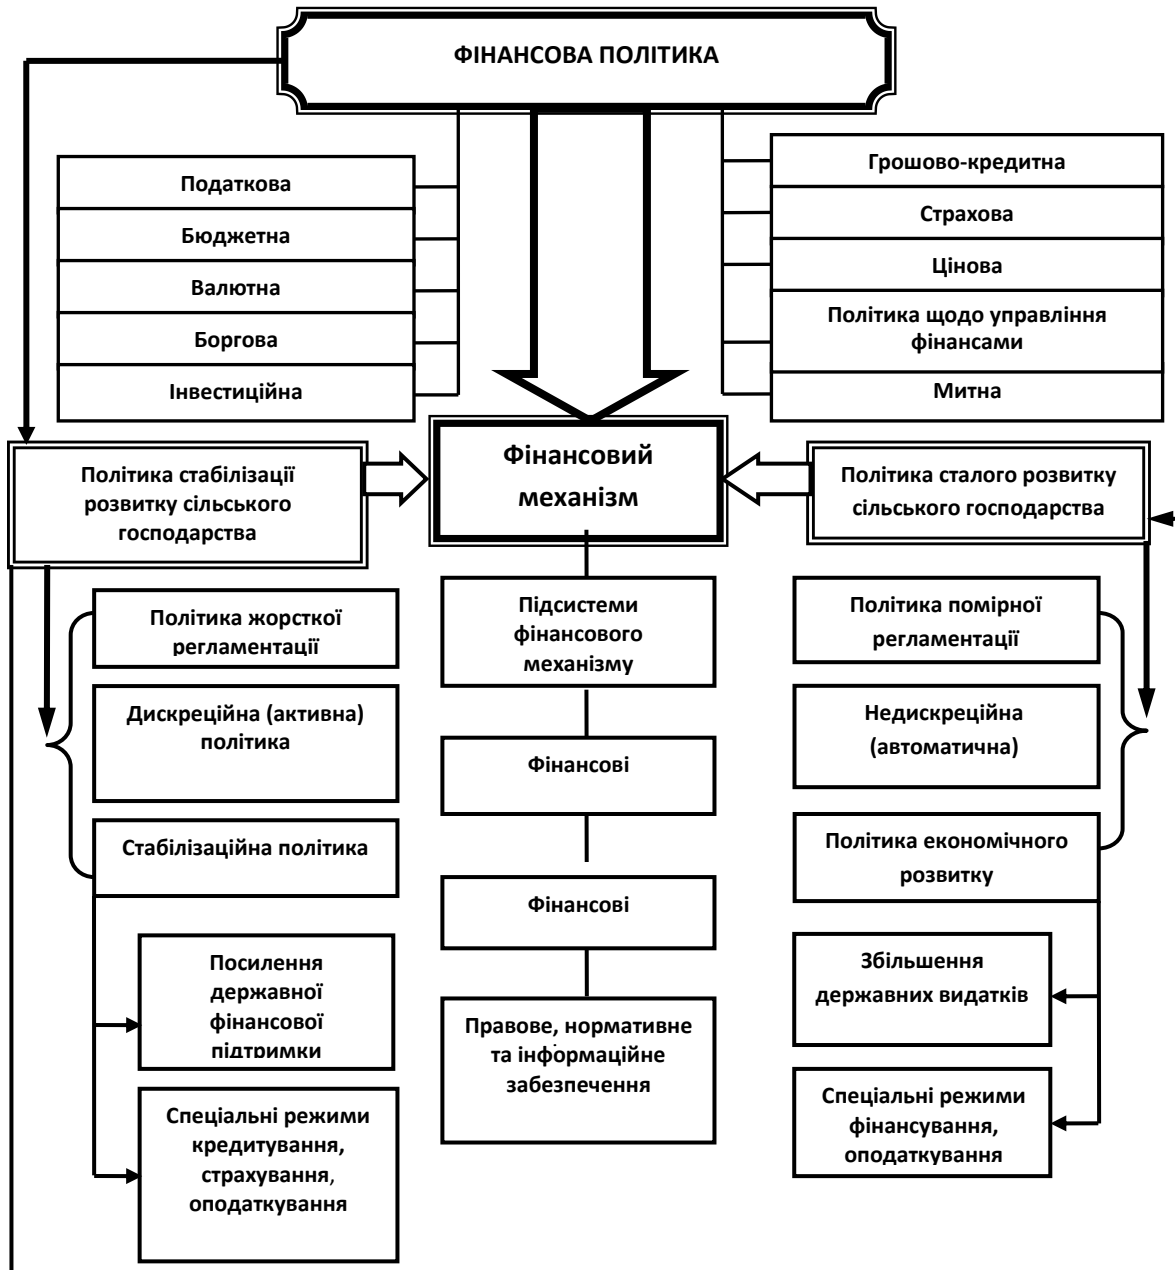 ФІНАНСОВА ПОЛІТИКА
Податкова
Бюджетна
Валютна
Боргова
Інвестиційна
Грошово-кредитна
Страхова
Цінова
Політика щодо управління
фінансами
Митна
Політика стабілізації
розвитку сільського
господарства
Фінансовий
механізм
Політика сталого розвитку
сільського господарства
Політика жорсткої
регламентації
Дискреційна (активна)
політика
Стабілізаційна політика
Посилення
державної
фінансової
підтримки
Спеціальні режими
кредитування,
страхування,
оподаткування
Підсистеми
фінансового
механізму
Фінансові
Фінансові
Правове, нормативне
та інформаційне
забезпечення
Політика помірної
регламентації
Недискреційна
(автоматична)
Політика економічного
розвитку
Збільшення
державних видатків
Спеціальні режими
фінансування,
оподаткування